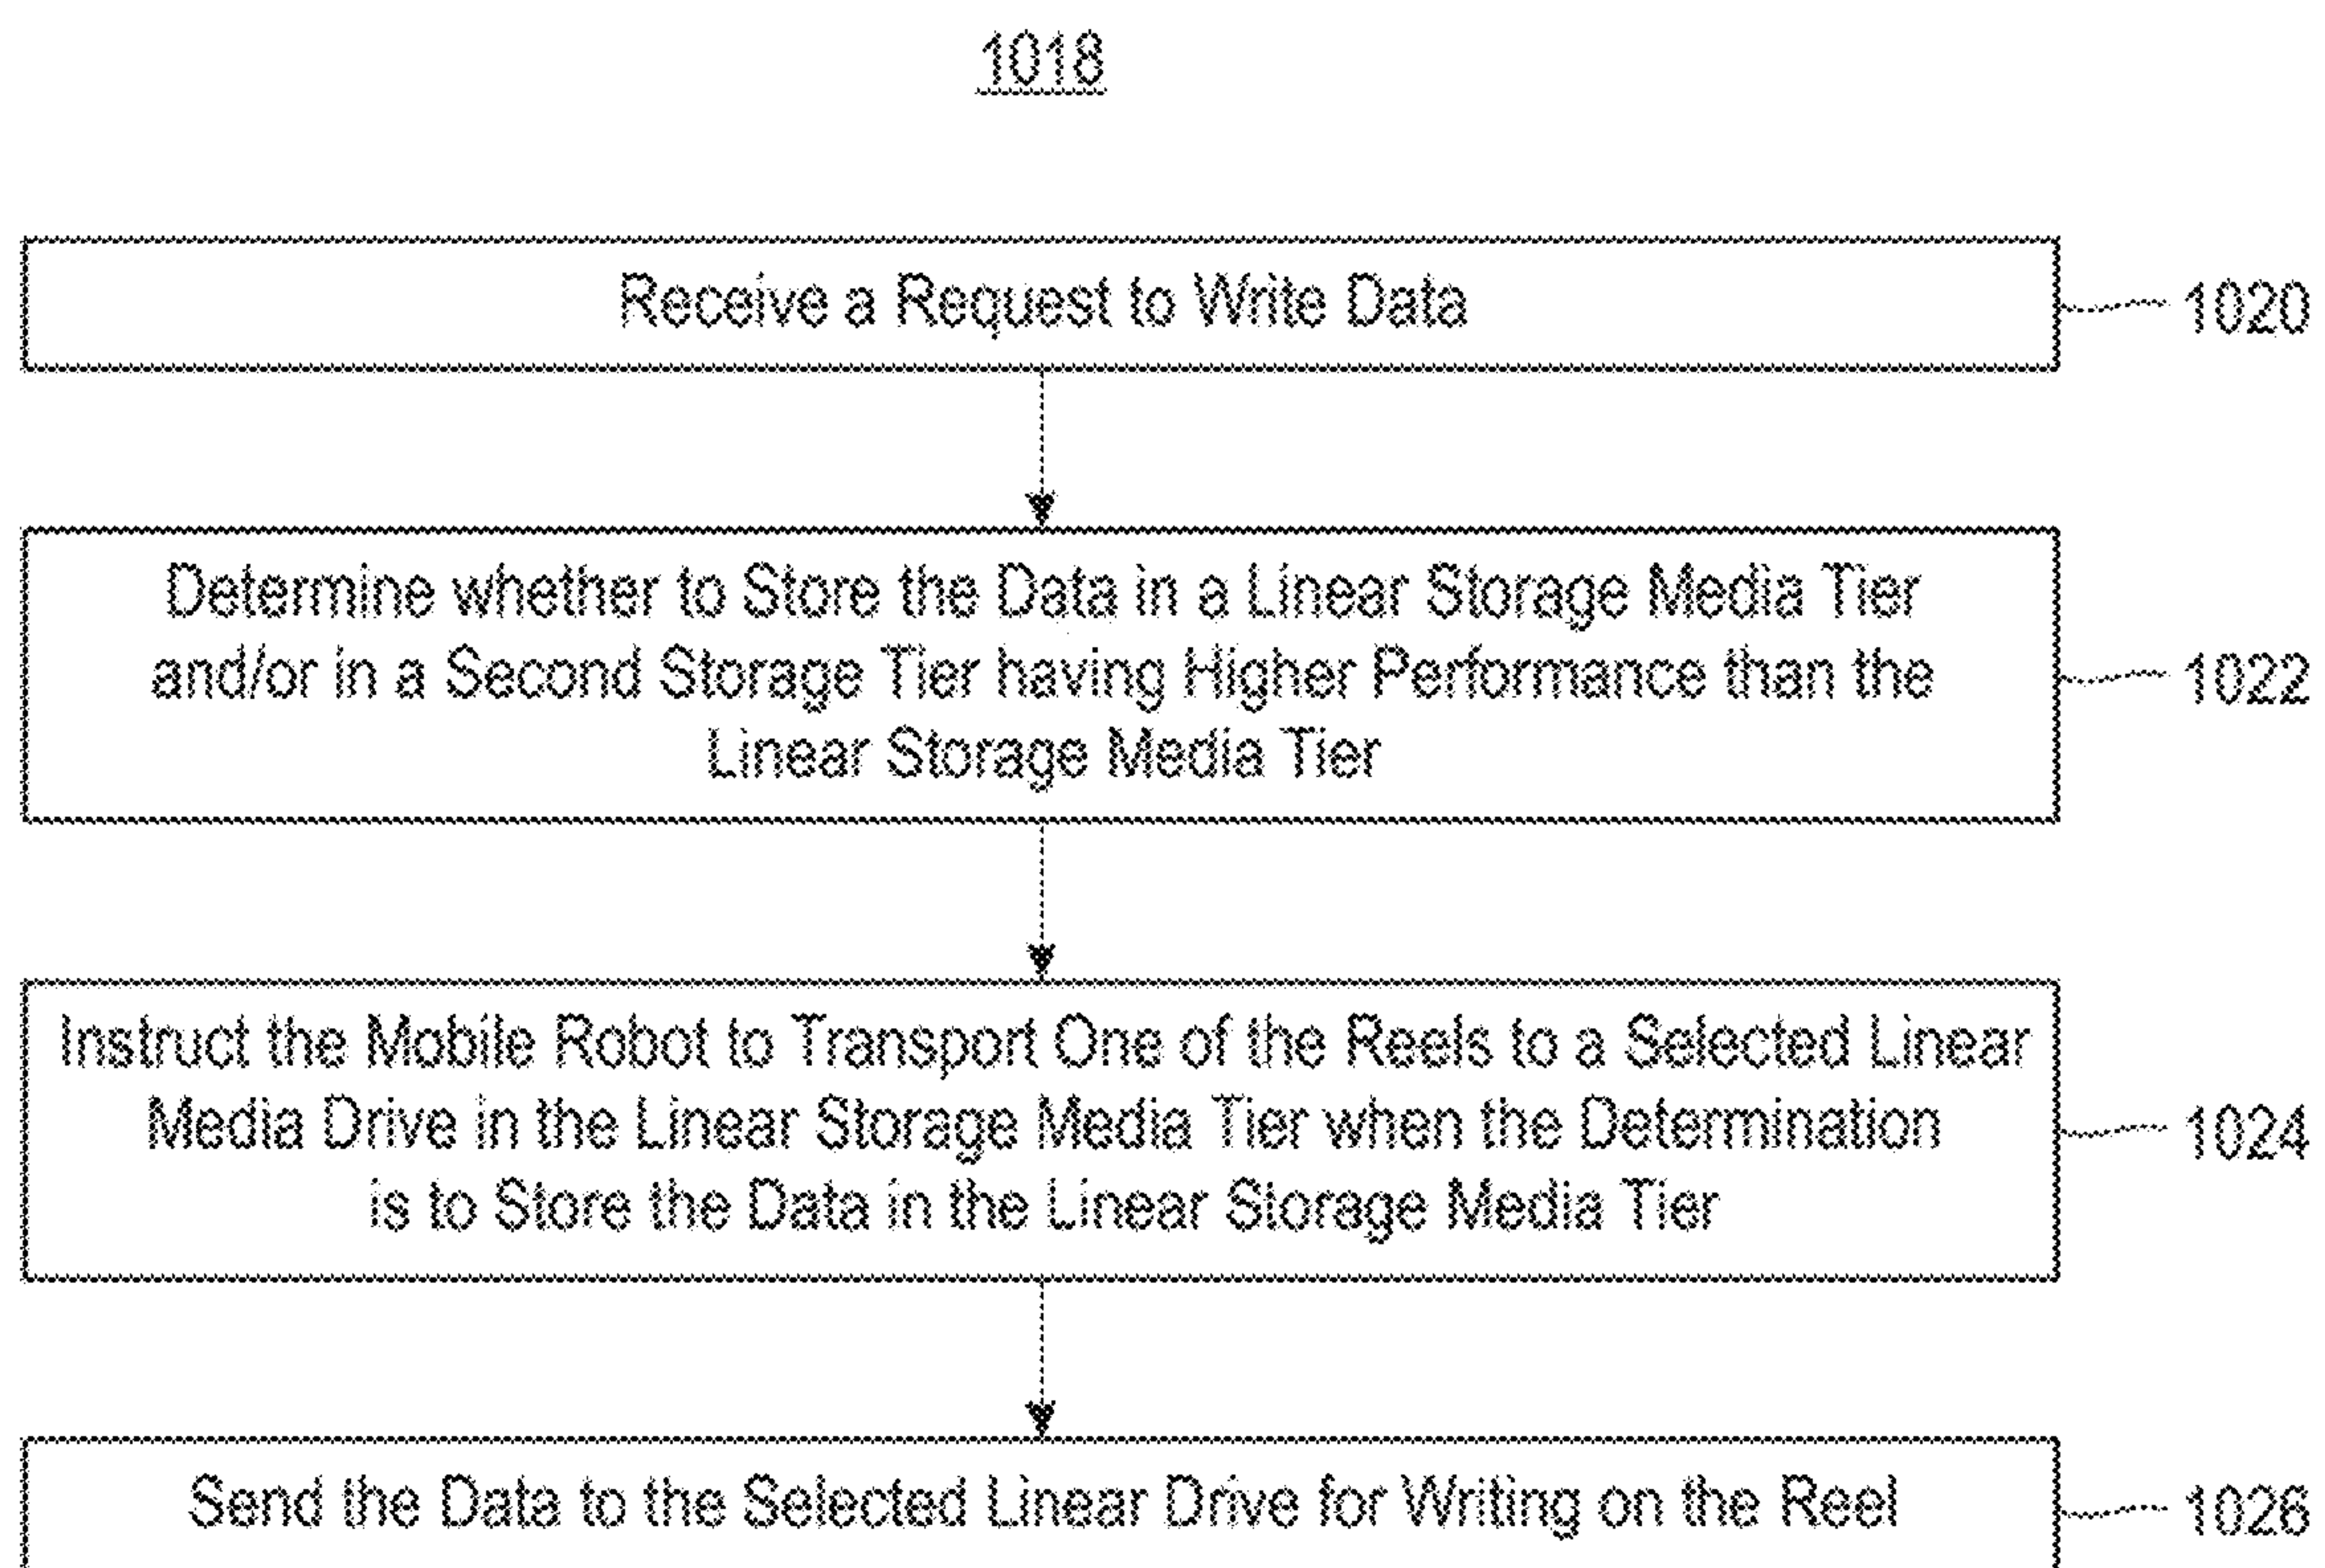 1018
Receive a Request to Write Data
1020
Determine whether to Store the Data in a Linear Storage Media Tier
and/or in a Second Storage Tier having Higher Performance than the
Linear Storage Media Tier
1022
Instruct the Mobile Robot to Transport One of the Reels to a Selected Linear
Media Drive in the Linear Storage Media Tier when the Determination
is to Store the Data in the Linear Storage Media Tier
1024
Send the Data to the Selected Linear Drive for Writing on the Reel
1026